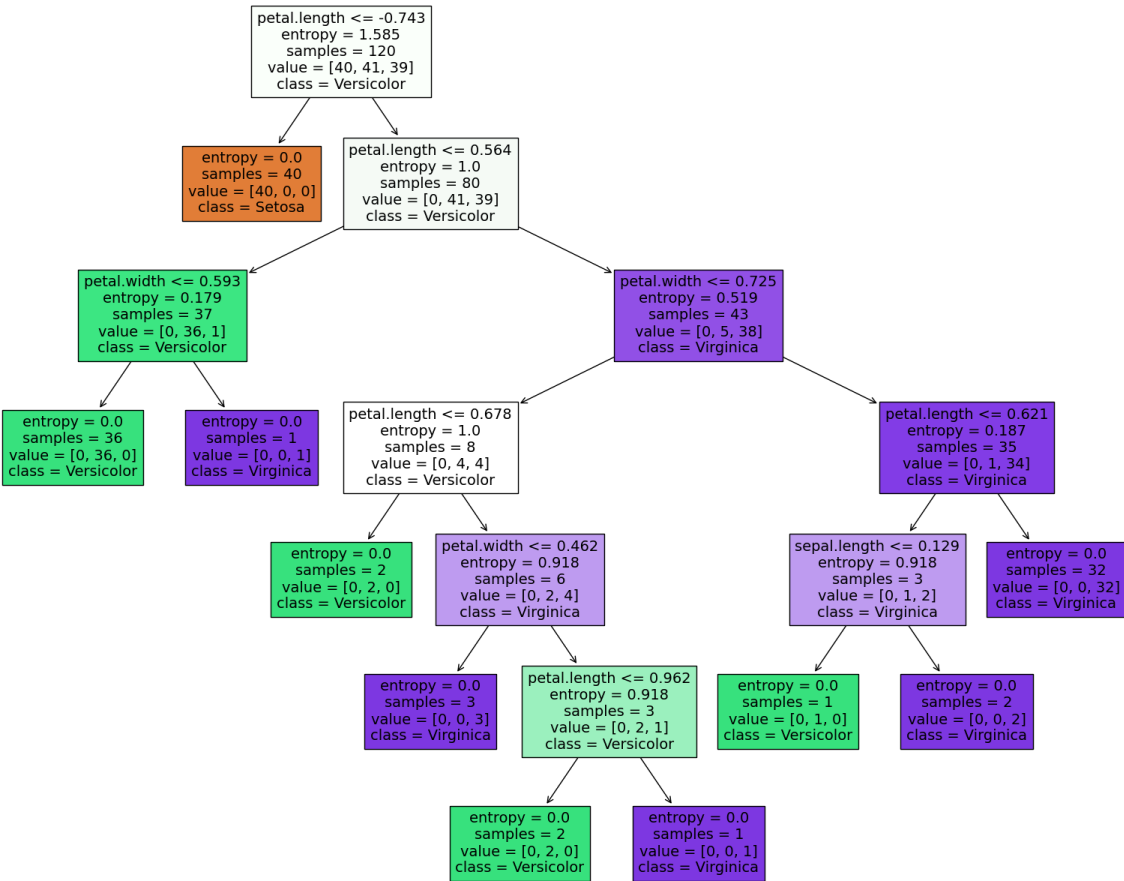 petal.length <= -0.743
entropy = 1.585
samples = 120
value = [40, 41, 39]
class = Versicolor
entropy = 0.0
samples = 40
value = [40, 0, 0]
class = Setosa
petal.length <= 0.564
entropy = 1.0
samples = 80
value = [0, 41, 39]
class = Versicolor
petal.width <= 0.593
entropy = 0.179
samples = 37
value = [0, 36, 1]
class = Versicolor
petal.width <= 0.725
entropy = 0.519
samples = 43
value = [0, 5, 38]
class = Virginica
entropy = 0.0
samples = 36
value = [0, 36, 0]
class = Versicolor
entropy = 0.0
samples = 1
value = [0, 0, 1]
class = Virginica
petal.length <= 0.678
entropy = 1.0
samples = 8
value = [0, 4, 4]
class = Versicolor
petal.length <= 0.621
entropy = 0.187
samples = 35
value = [0, 1, 34]
class = Virginica
entropy = 0.0
samples = 2
value = [0, 2, 0]
class = Versicolor
petal.width <= 0.462
entropy = 0.918
samples = 6
value = [0, 2, 4]
class = Virginica
sepal.length <= 0.129
entropy = 0.918
samples = 3
value = [0, 1, 2]
class = Virginica
entropy = 0.0
samples = 32
value = [0, 0, 32]
class = Virginica
entropy = 0.0
samples = 3
value = [0, 0, 3]
class = Virginica
petal.length <= 0.962
entropy = 0.918
samples = 3
value = [0, 2, 1]
class = Versicolor
entropy = 0.0
samples = 1
value = [0, 1, 0]
class = Versicolor
entropy = 0.0
samples = 2
value = [0, 0, 2]
class = Virginica
entropy = 0.0
samples = 2
value = [0, 2, 0]
class = Versicolor
entropy = 0.0
samples = 1
value = [0, 0, 1]
class = Virginica